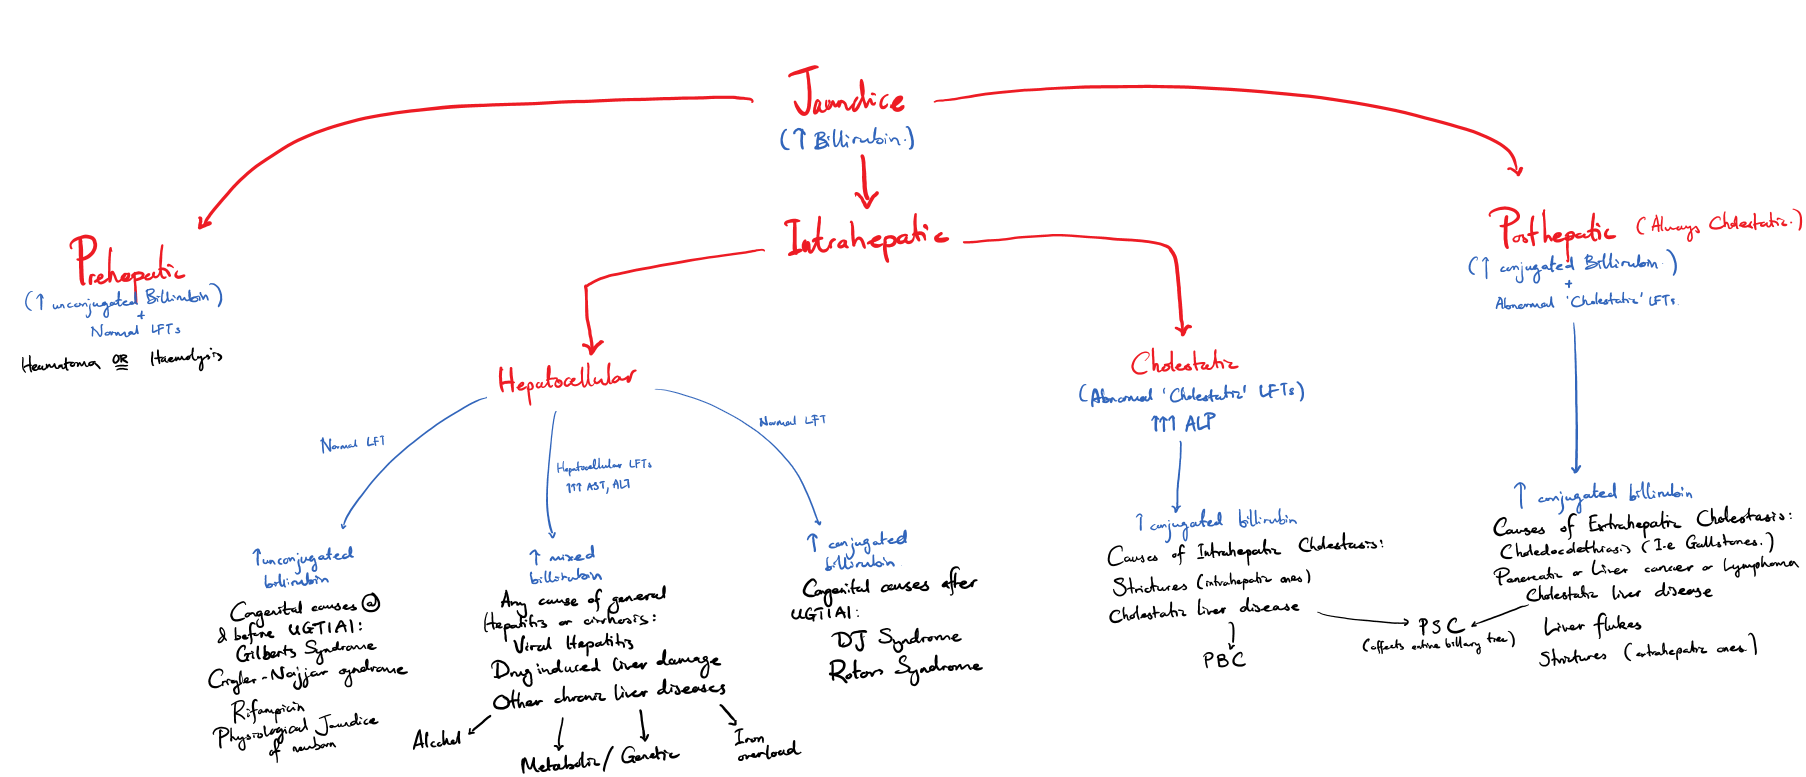 Jaundice
(↑ Billirubin.)
Prehepatic
(↑ unconjugated Billirubin)
+
Normal LFTs
Heamatoma OR Haemolysis
Intrahepatic
Hepatocellular
Normal LFT
↑unconjugated
billirubin
Congenital causes @
& before UGT1A1:
Gilberts Syndrome
Crigler-Najjar syndrome
Rifampicin
Physiological Jaundice
of newborn
Hepatocellular LFTs
↑↑↑ AST, ALT
↑ mixed
billirubin
Any cause of general
Hepatitis or cirrhosis:
Viral Hepatitis
Drug induced liver damage
Other chronic liver diseases
Alcohol
Metabolic/ Genetic
Iron
overload
Normal LFT
↑ conjugated
billirubin
Congenital causes after
UGT1A1:
DJ Syndrome
Rotors Syndrome
Cholestatic
(Abnormal 'Cholestatic' LFTs)
↑↑↑ ALP
↑ conjugated billirubin
Causes of Intrahepatic Cholestasis:
Strictures (intrahepatic ones)
Cholestatic liver disease
PBC
PSC
(affects entire billiary tree)
Posthepatic (Always Cholestatic.)
(↑ conjugated Billirubin.)
+
Abnormal 'Cholestatic' LFTs
↑ conjugated billirubin
Causes of Extrahepatic Cholestasis:
Choledocolethiasis (I.e Gallstones.)
Pancreatic or Liver cancer or Lymphoma
Cholestatic liver disease
Liver flukes
Strictures (extrahepatic ones.)